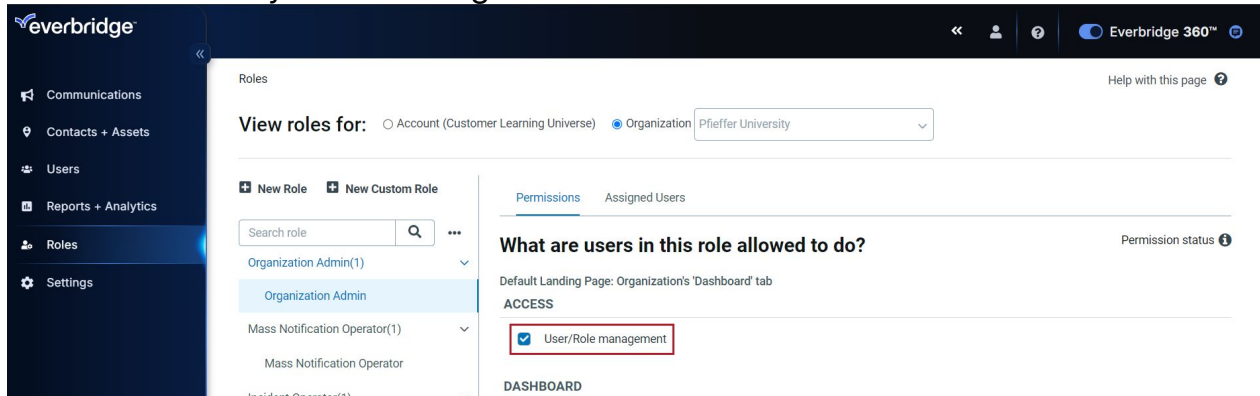 everbridge™
Everbridge 360™
Communications
Contacts + Assets
Users
Reports + Analytics
Roles
Settings
Roles
Help with this page
View roles for: Account (Customer Learning Universe) Organization Pfieffer University
New Role New Custom Role
Search role
Organization Admin(1)
Organization Admin
Mass Notification Operator(1)
Mass Notification Operator
Permissions Assigned Users
What are users in this role allowed to do?
Permission status
Default Landing Page: Organization's 'Dashboard' tab
ACCESS
User/Role management
DASHBOARD